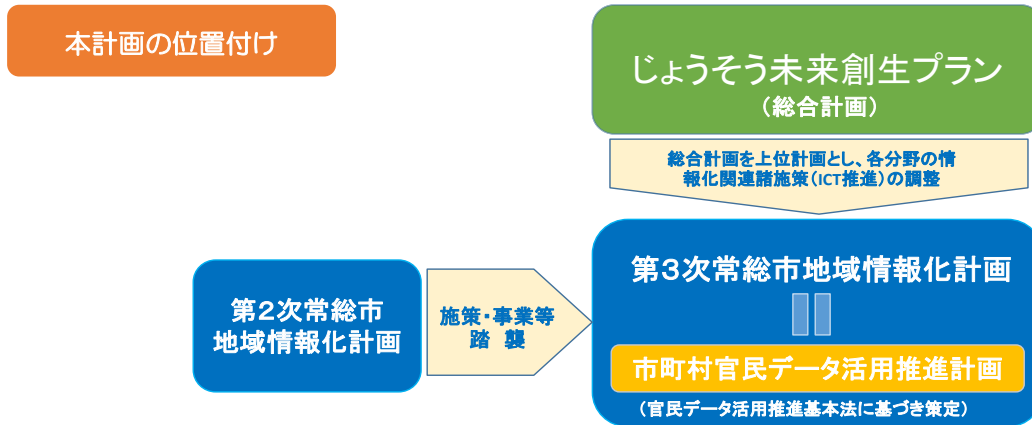 本計画の位置付け
じょうそう未来創生プラン
（総合計画）
総合計画を上位計画とし、各分野の情
報化関連諸施策（ICT推進）の調整
第２次常総市
地域情報化計画
施策・事業等
踏 襲
第３次常総市地域情報化計画
市町村官民データ活用推進計画
（官民データ活用推進基本法に基づき策定）